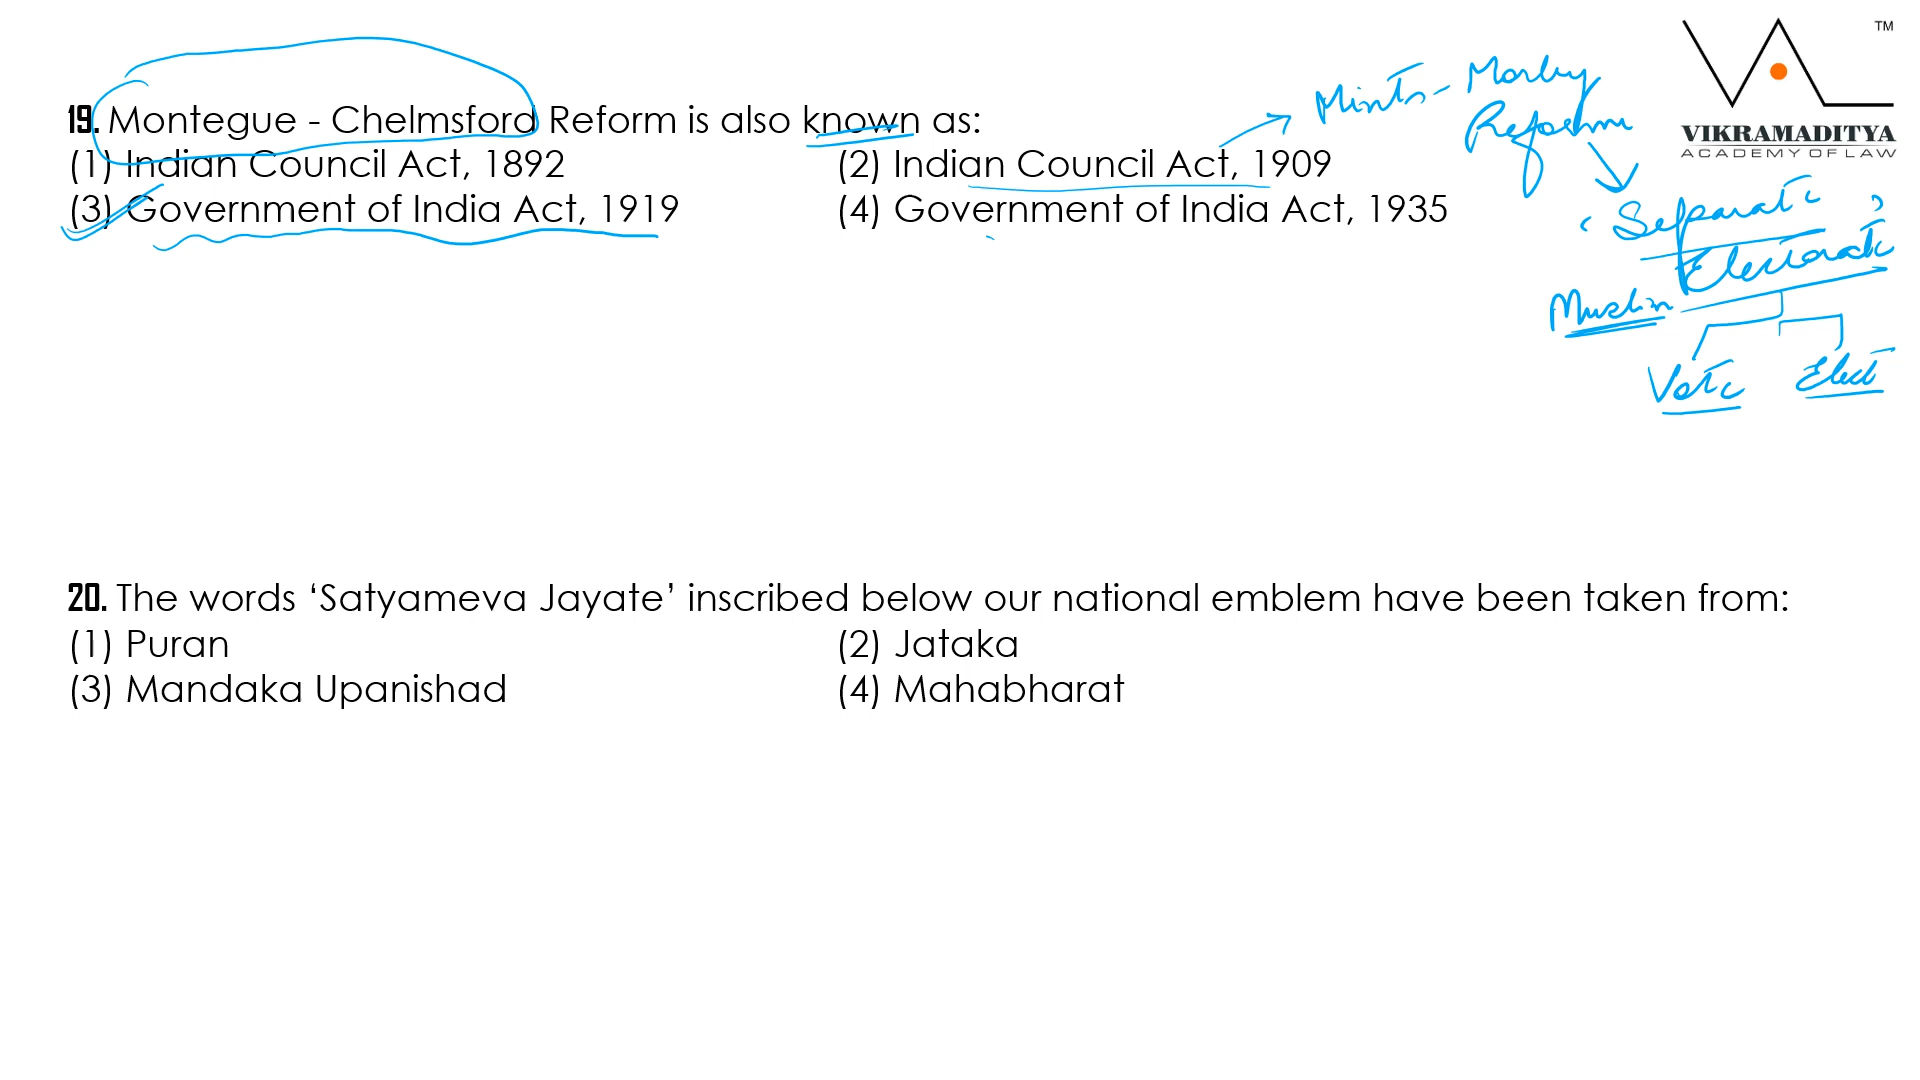 19. Montegue - Chelmsford Reform is also known as:
(1) Indian Council Act, 1892 (2) Indian Council Act, 1909
(3) Government of India Act, 1919 (4) Government of India Act, 1935
Minto - Morley
Reform
'Separate
Electorate'
Muslim
Vote Elect
TM
VIKRAMADITYA
ACADEMY OF LAW
20. The words ‘Satyameva Jayate’ inscribed below our national emblem have been taken from:
(1) Puran (2) Jataka
(3) Mandaka Upanishad (4) Mahabharat